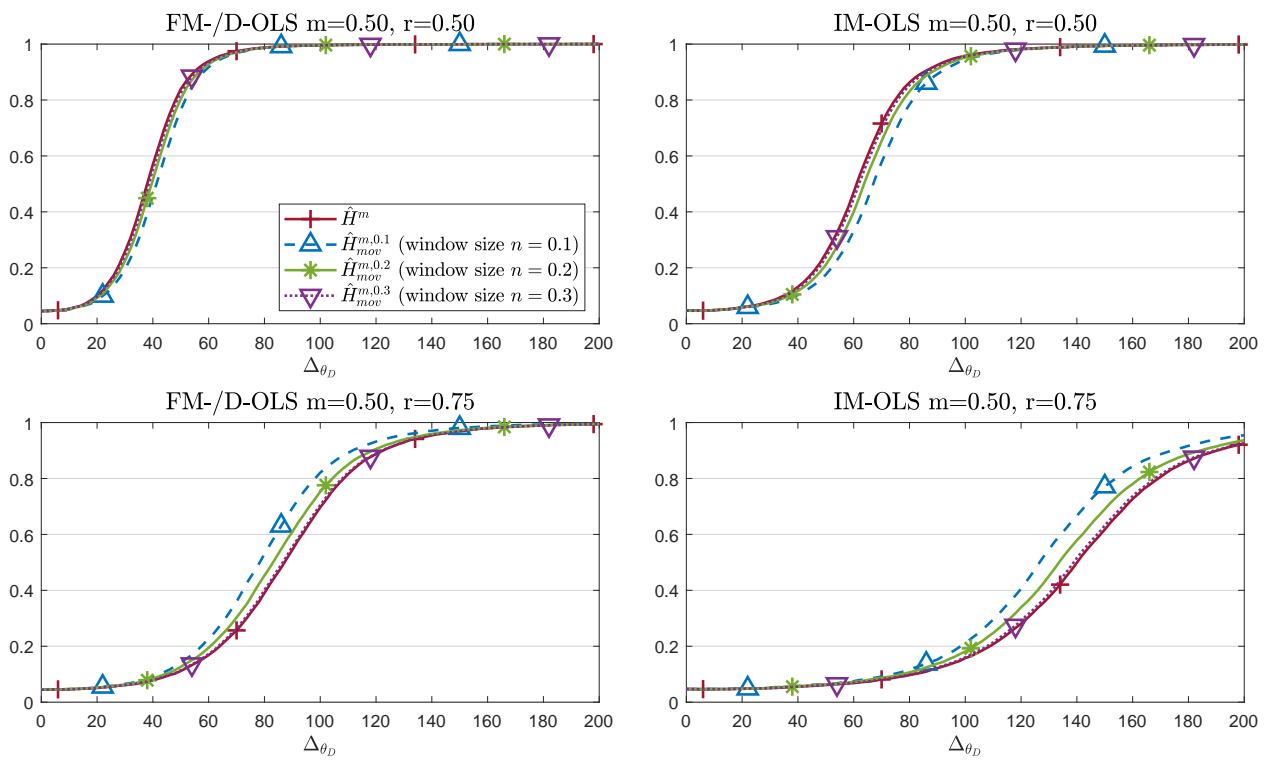 FM-/D-OLS m=0.50, r=0.50
1
0.8
0.6
0.4
0.2
0
0 20 40 60 80 100 120 140 160 180 200
Δ_{θ_D}
Ĥ^m
Ĥ_{mov}^{m,0.1} (window size n = 0.1)
Ĥ_{mov}^{m,0.2} (window size n = 0.2)
Ĥ_{mov}^{m,0.3} (window size n = 0.3)
IM-OLS m=0.50, r=0.50
1
0.8
0.6
0.4
0.2
0
0 20 40 60 80 100 120 140 160 180 200
Δ_{θ_D}
FM-/D-OLS m=0.50, r=0.75
1
0.8
0.6
0.4
0.2
0
0 20 40 60 80 100 120 140 160 180 200
Δ_{θ_D}
IM-OLS m=0.50, r=0.75
1
0.8
0.6
0.4
0.2
0
0 20 40 60 80 100 120 140 160 180 200
Δ_{θ_D}